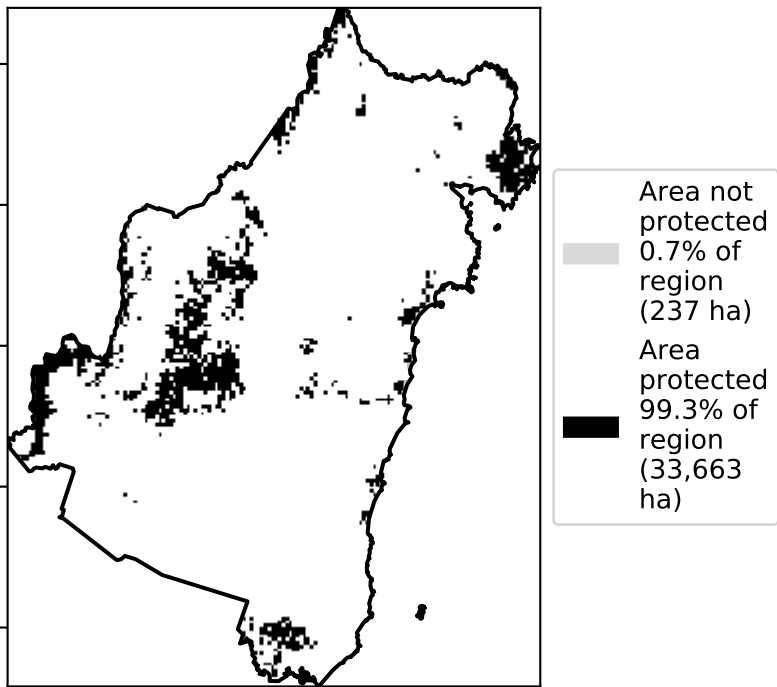 Area not
protected
0.7% of
region
(237 ha)
Area
protected
99.3% of
region
(33,663
ha)